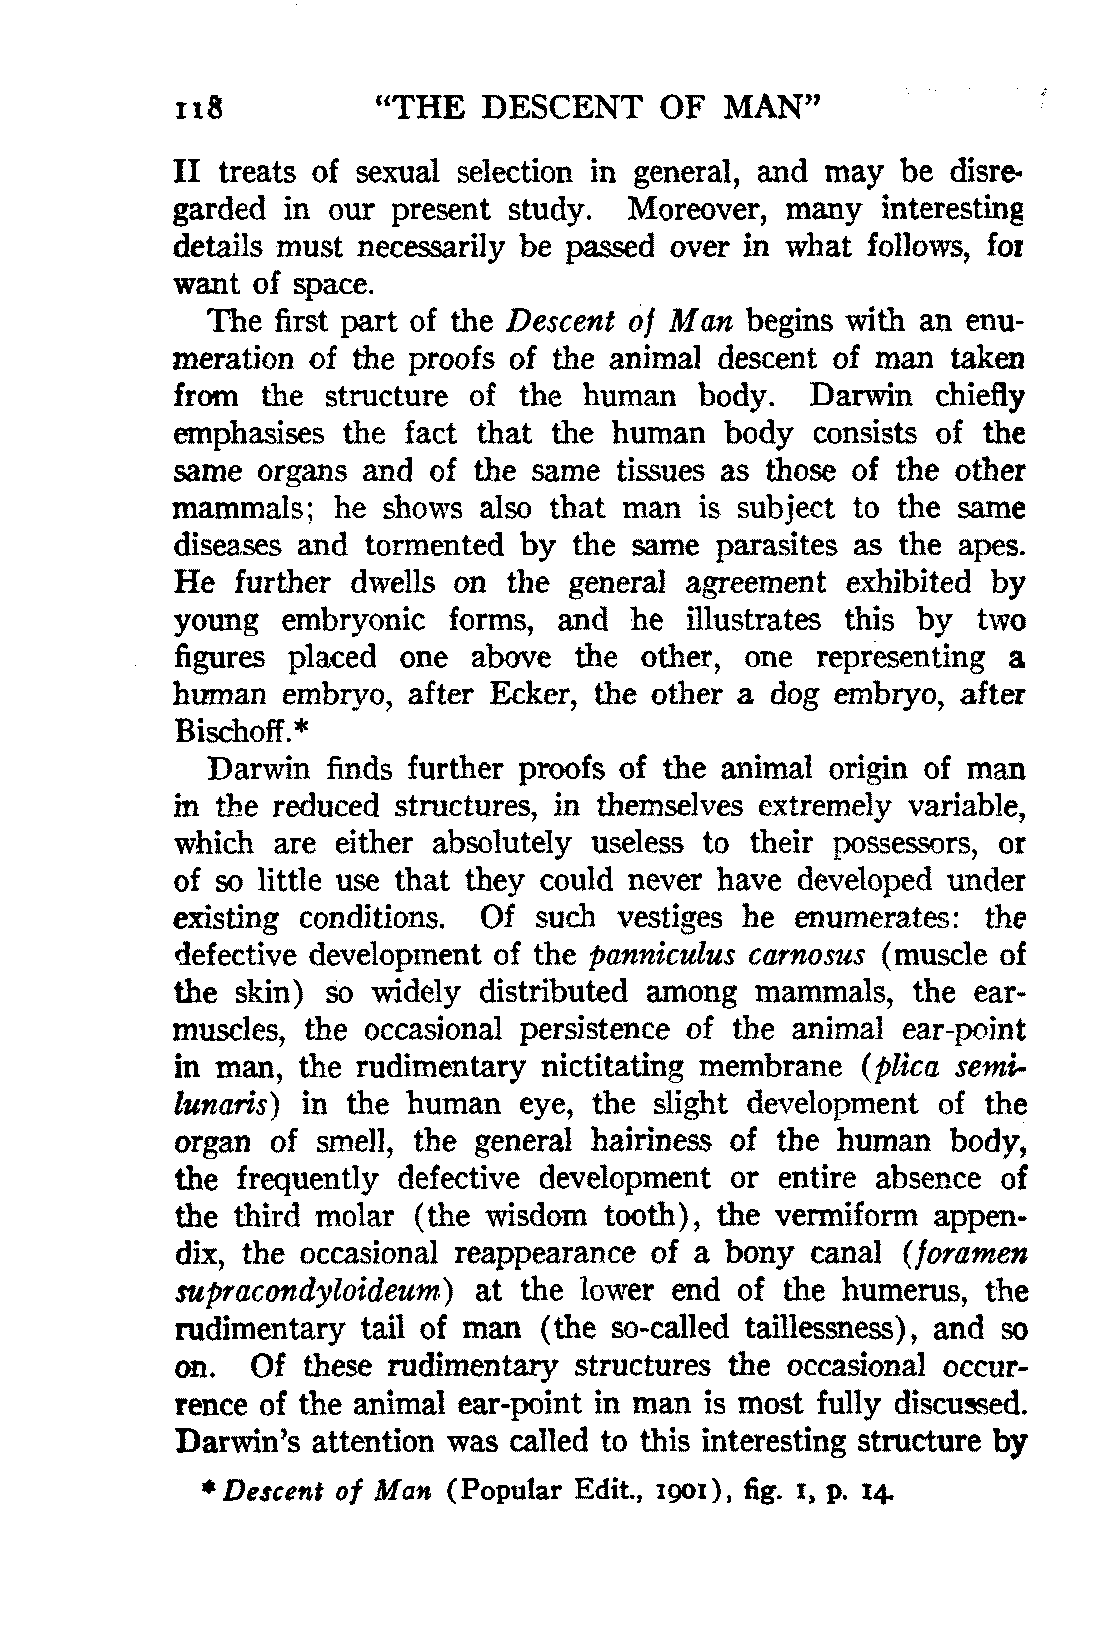 118 "THE DESCENT OF MAN"
II treats of sexual selection in general, and may be disre-
garded in our present study. Moreover, many interesting
details must necessarily be passed over in what follows, for
want of space.
The first part of the Descent of Man begins with an enu-
meration of the proofs of the animal descent of man taken
from the structure of the human body. Darwin chiefly
emphasises the fact that the human body consists of the
same organs and of the same tissues as those of the other
mammals; he shows also that man is subject to the same
diseases and tormented by the same parasites as the apes.
He further dwells on the general agreement exhibited by
young embryonic forms, and he illustrates this by two
figures placed one above the other, one representing a
human embryo, after Ecker, the other a dog embryo, after
Bischoff.*
Darwin finds further proofs of the animal origin of man
in the reduced structures, in themselves extremely variable,
which are either absolutely useless to their possessors, or
of so little use that they could never have developed under
existing conditions. Of such vestiges he enumerates: the
defective development of the panniculus carnosus (muscle of
the skin) so widely distributed among mammals, the ear-
muscles, the occasional persistence of the animal ear-point
in man, the rudimentary nictitating membrane (plica semi-
lunaris) in the human eye, the slight development of the
organ of smell, the general hairiness of the human body,
the frequently defective development or entire absence of
the third molar (the wisdom tooth), the vermiform appen-
dix, the occasional reappearance of a bony canal (foramen
supracondyloideum) at the lower end of the humerus, the
rudimentary tail of man (the so-called taillessness), and so
on. Of these rudimentary structures the occasional occur-
rence of the animal ear-point in man is most fully discussed.
Darwin's attention was called to this interesting structure by
* Descent of Man (Popular Edit., 1901), fig. 1, p. 14.